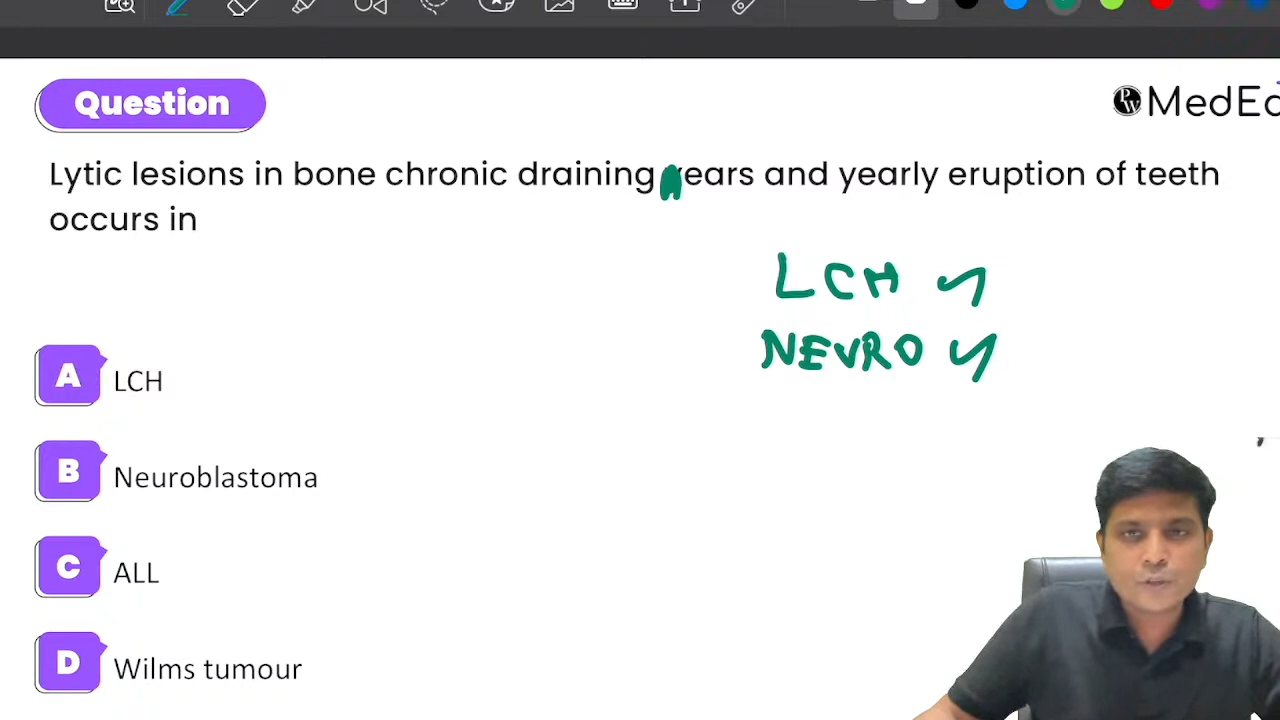 Question
MedEd
Lytic lesions in bone chronic draining years and yearly eruption of teeth
occurs in
LCH
NEVRO
A LCH
B Neuroblastoma
C ALL
D Wilms tumour